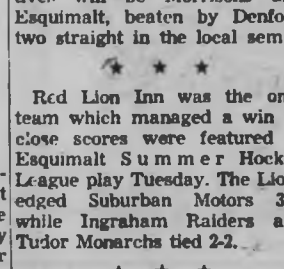 Esquimalt, beaten by Denfo
two straight in the local sem
★ ★ ★
Red Lion Inn was the on
team which managed a win
close scores were featured
Esquimalt Summer Hock
League play Tuesday. The Lio
edged Suburban Motors 3
while Ingraham Raiders a
Tudor Monarchs tied 2-2.